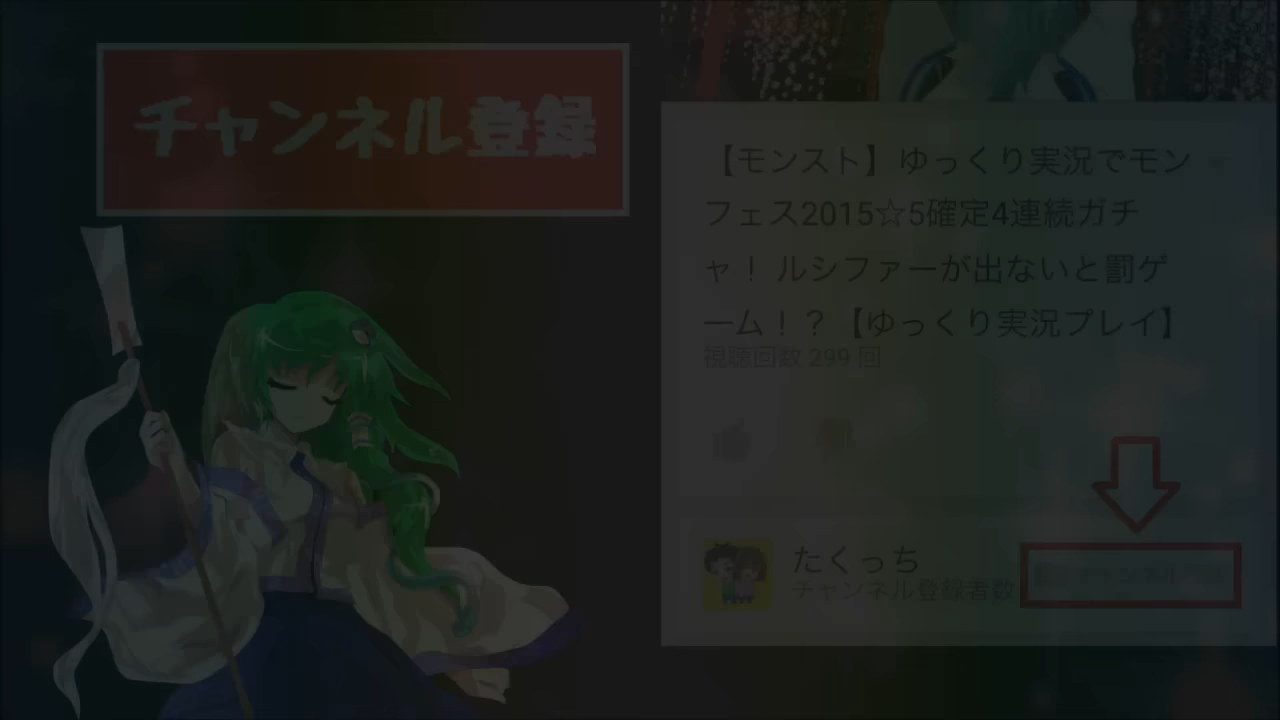 チャンネル登録
【モンスト】ゆっくり実況でモン
フェス2015☆5確定4連続ガチ
ャ！ ルシファーが出ないと罰ゲ
ーム！？【ゆっくり実況プレイ】
視聴回数 299 回
たくっち
チャンネル登録者数